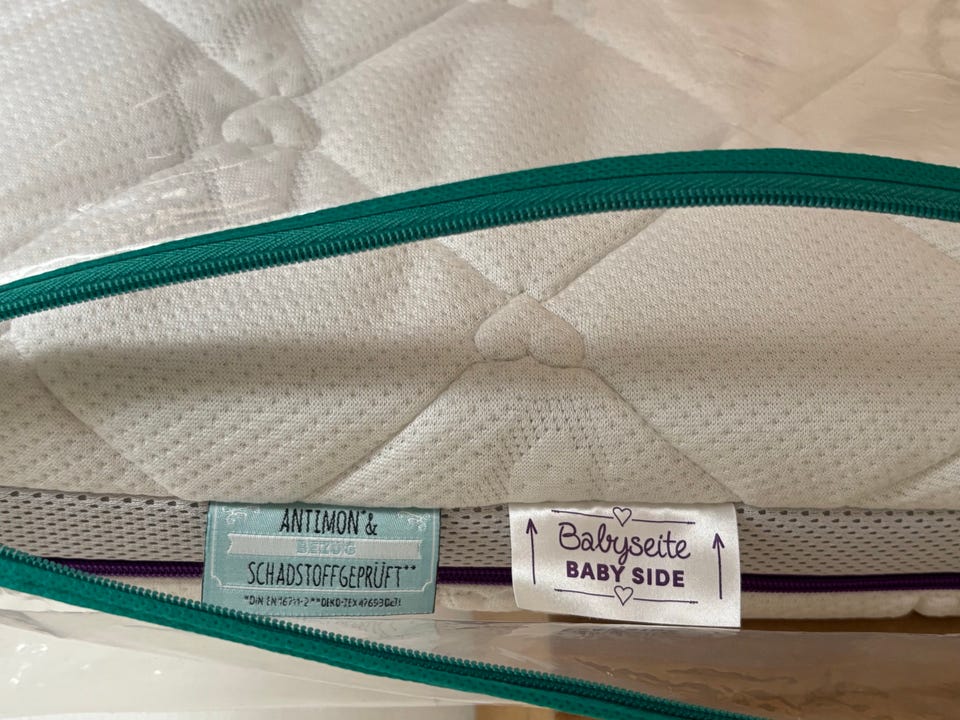 ANTIMON* &
BEZUG
SCHADSTOFFGEPRÜFT**
Babyseite
BABY SIDE